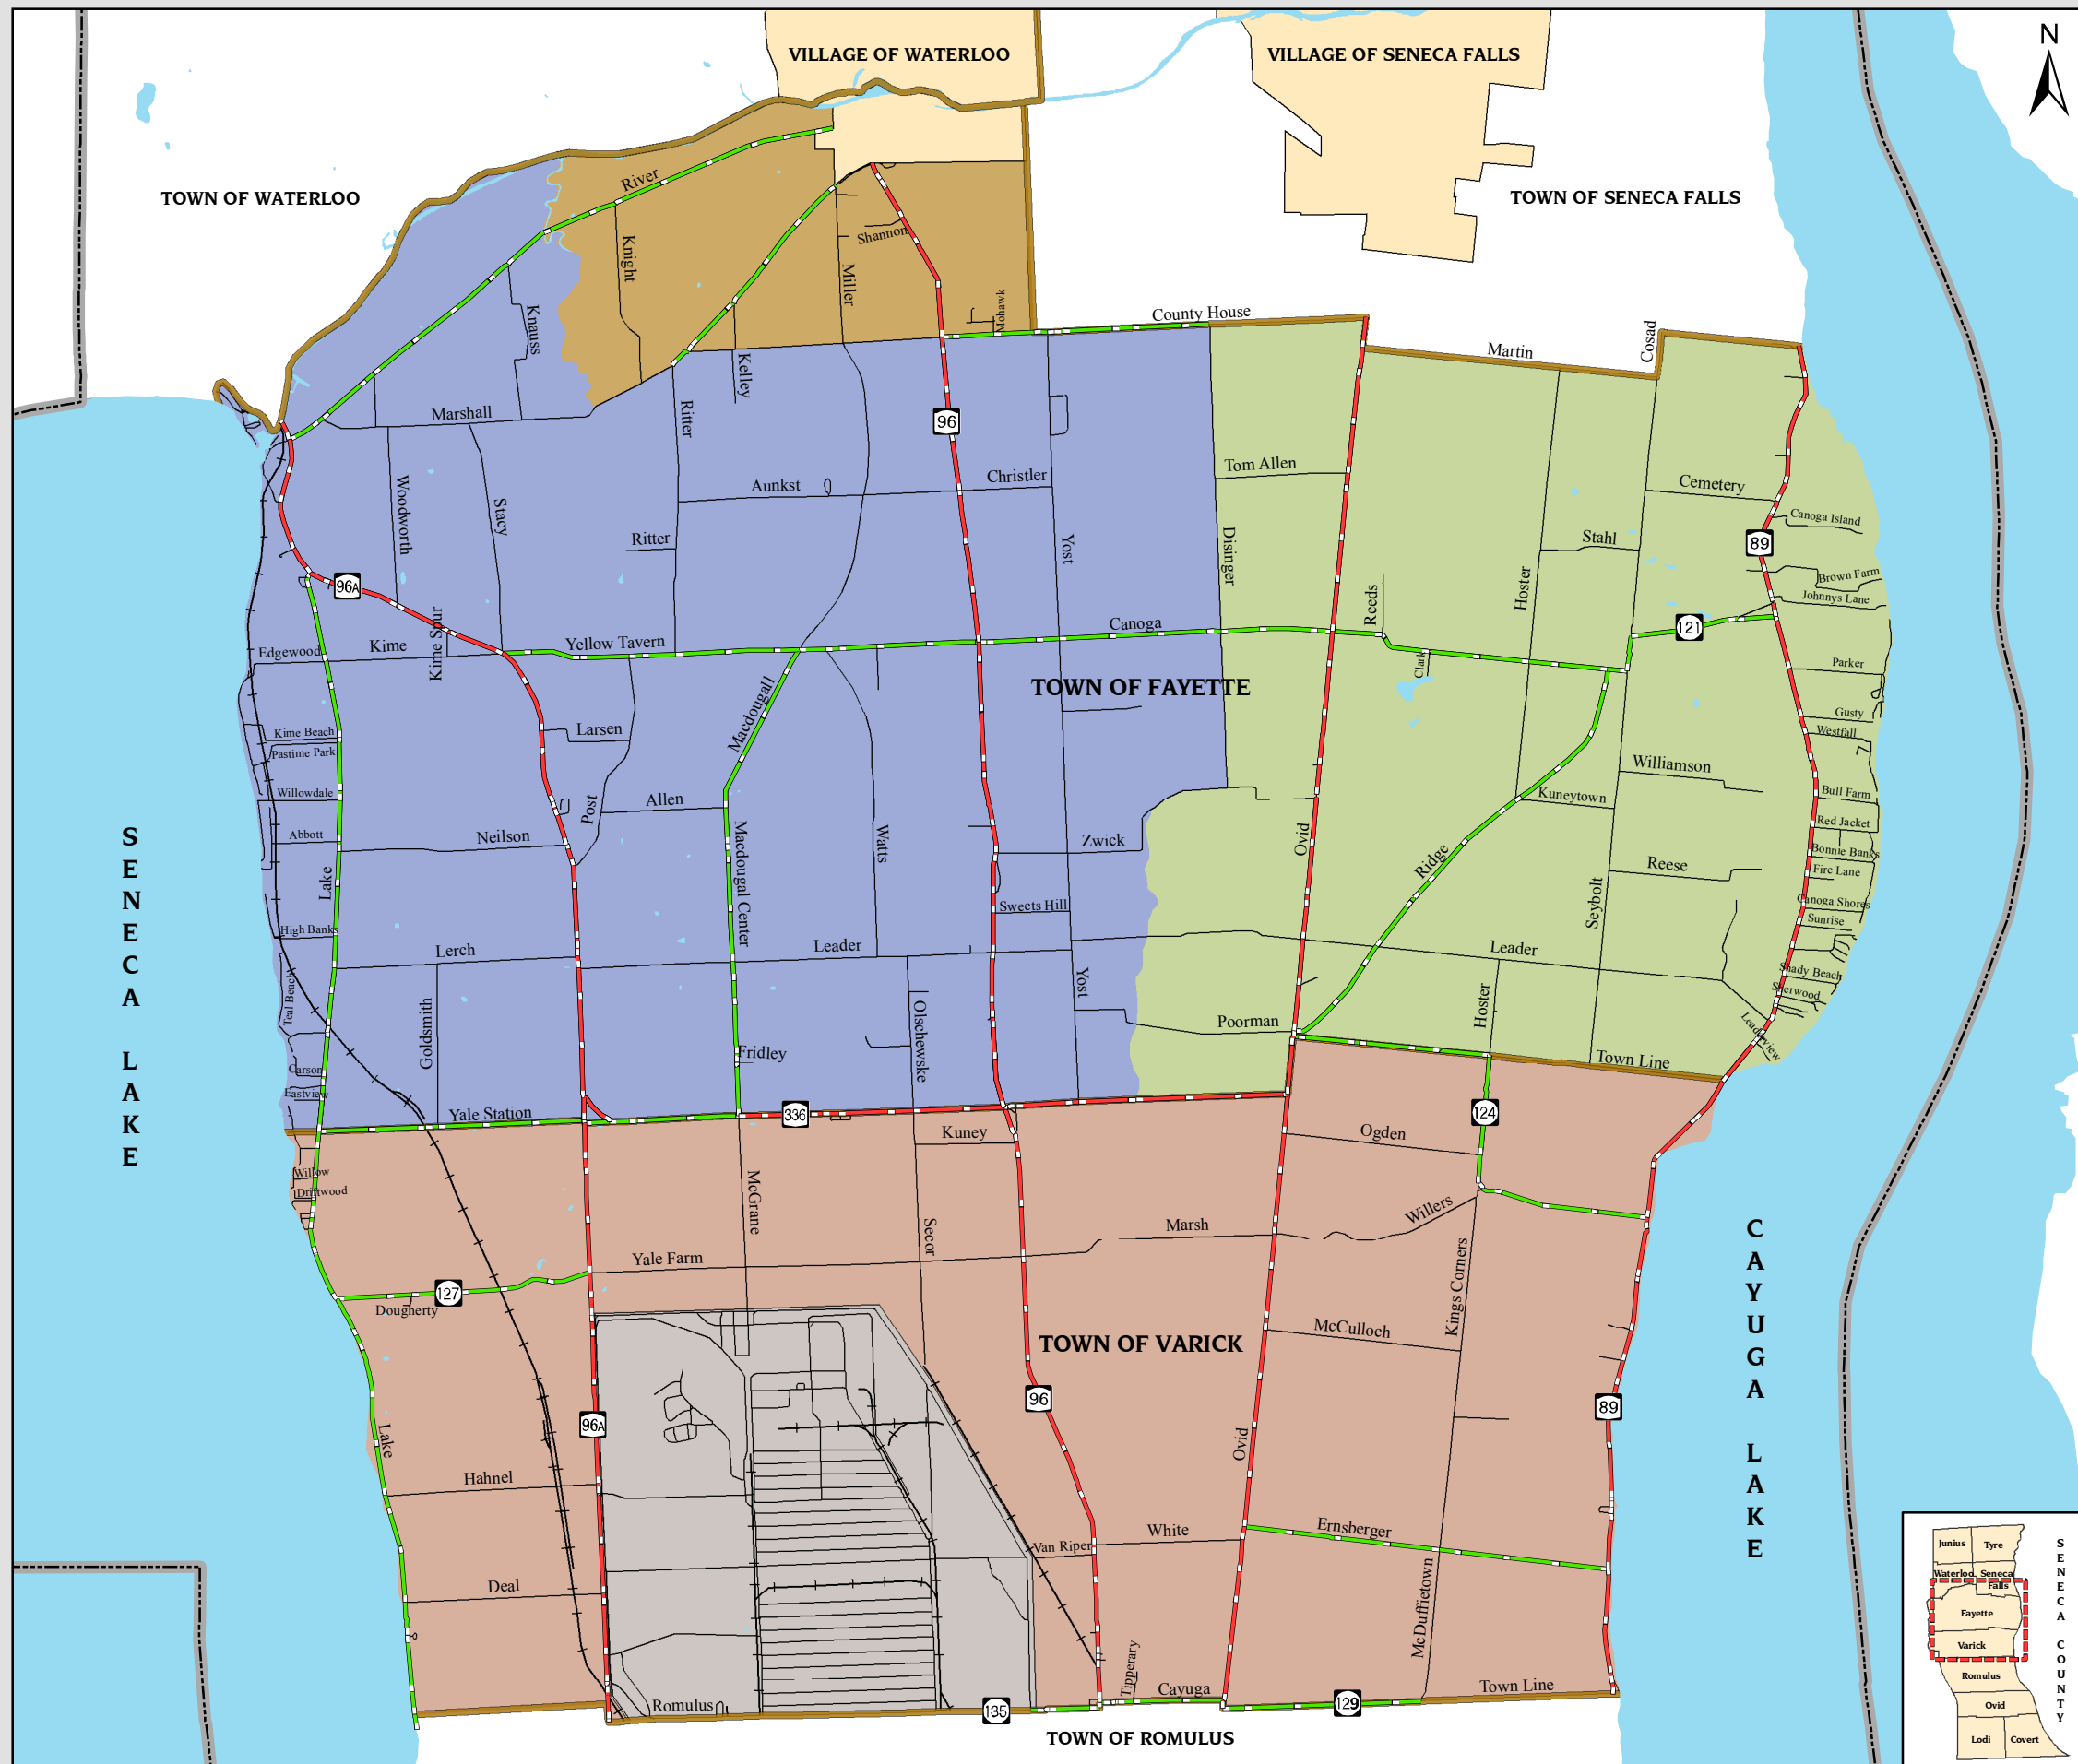 VILLAGE OF WATERLOO
VILLAGE OF SENECA FALLS
N
TOWN OF WATERLOO
TOWN OF SENECA FALLS
River
Knight
Shannon
Miller
Mohawk
County House
Knauss
Kelley
Martin
Cosad
Marshall
Ritter
96
Tom Allen
Christler
Aunkst
Cemetery
Woodworth
Stacy
Canoga Island
Ritter
Yost
Disinger
Stahl
89
Hoster
Brown Farm
96A
Reeds
Johnnys Lane
121
Kime Spur
Canoga
Yellow Tavern
Kime
Edgewood
Clark
Parker
TOWN OF FAYETTE
Macdougall
Gusty
Larsen
Kime Beach
Westfall
Pastime Park
Williamson
Willowdale
Bull Farm
Post
Allen
Kuneytown
Red Jacket
Abbott
Neilson
Macdougal Center
Watts
Zwick
Ovid
Ridge
Bonnie Banks
Reese
Fire Lane
Lake
Seybolt
Sweets Hill
Canoga Shores
Sunrise
High Banks
Lerch
Leader
Leader
Yost
Shady Beach
Teal Beach
Sherwood
Goldsmith
Olschewske
Hoster
Poorman
Leaderview
Fridley
Town Line
Carson
Eastview
Yale Station
336
124
Kuney
Ogden
SENECA LAKE
Willow
Driftwood
McGrane
Secor
Marsh
Willers
Yale Farm
Kings Corners
CAYUGA LAKE
127
Dougherty
McCulloch
TOWN OF VARICK
96
89
96A
Lake
Ovid
Hahnel
White
Ernsberger
Van Riper
Deal
McDuffietown
Tipperary
Cayuga
Town Line
Romulus
135
129
TOWN OF ROMULUS
Junius
Tyre
Waterloo
Seneca
Falls
Fayette
Varick
Romulus
Ovid
Lodi
Covert
SENECA COUNTY